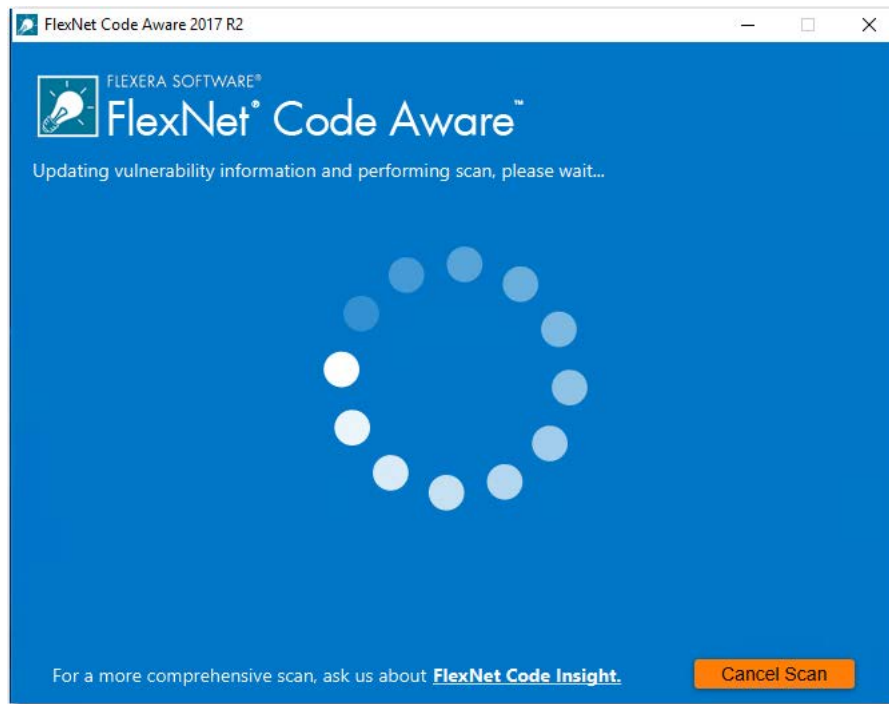 FlexNet Code Aware 2017 R2
FLEXERA SOFTWARE®
FlexNet® Code Aware™
Updating vulnerability information and performing scan, please wait...
For a more comprehensive scan, ask us about FlexNet Code Insight.
Cancel Scan